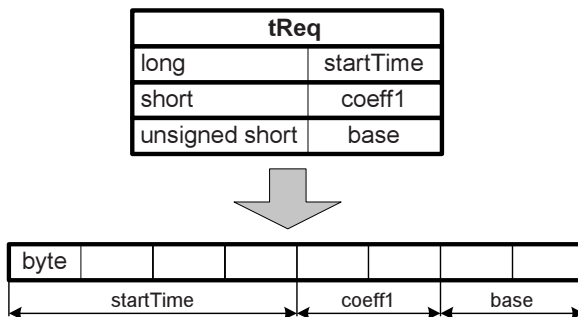 tReq
long startTime
short coeff1
unsigned short base
byte
startTime coeff1 base